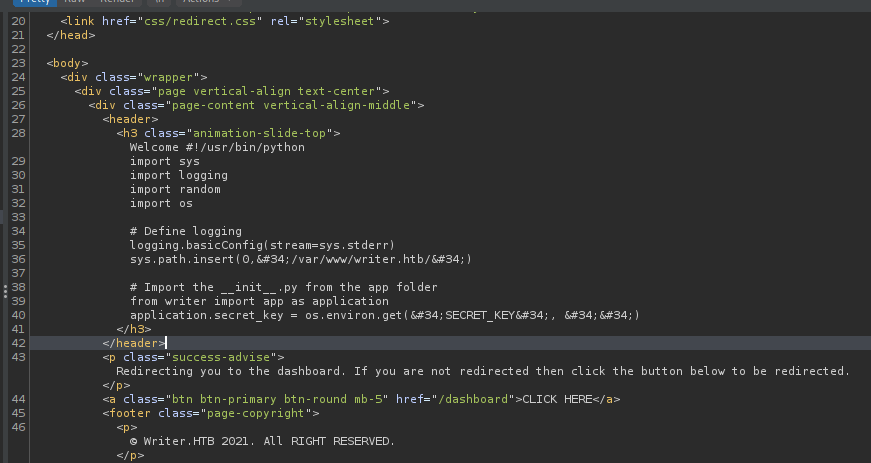 Pretty Raw Render \n Actions
20 <link href="css/redirect.css" rel="stylesheet">
21 </head>
22
23 <body>
24 <div class="wrapper">
25 <div class="page vertical-align text-center">
26 <div class="page-content vertical-align-middle">
27 <header>
28 <h3 class="animation-slide-top">
Welcome #!/usr/bin/python
29 import sys
30 import logging
31 import random
32 import os
33
34 # Define logging
35 logging.basicConfig(stream=sys.stderr)
36 sys.path.insert(0,&#34;/var/www/writer.htb/&#34;)
37
38 # Import the __init__.py from the app folder
39 from writer import app as application
40 application.secret_key = os.environ.get(&#34;SECRET_KEY&#34;, &#34;&#34;)
41 </h3>
42 </header>
43 <p class="success-advise">
Redirecting you to the dashboard. If you are not redirected then click the button below to be redirected.
</p>
44 <a class="btn btn-primary btn-round mb-5" href="/dashboard">CLICK HERE</a>
45 <footer class="page-copyright">
46 <p>
© Writer.HTB 2021. All RIGHT RESERVED.
</p>